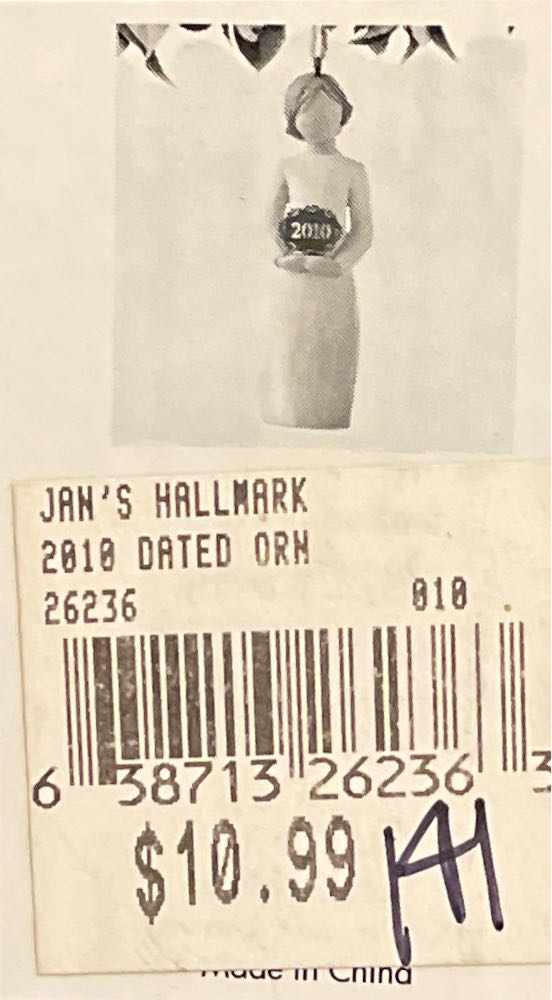 2010
JAN'S HALLMARK
2010 DATED ORN
26236 010
6 38713 26236 3
$10.99
Made in China